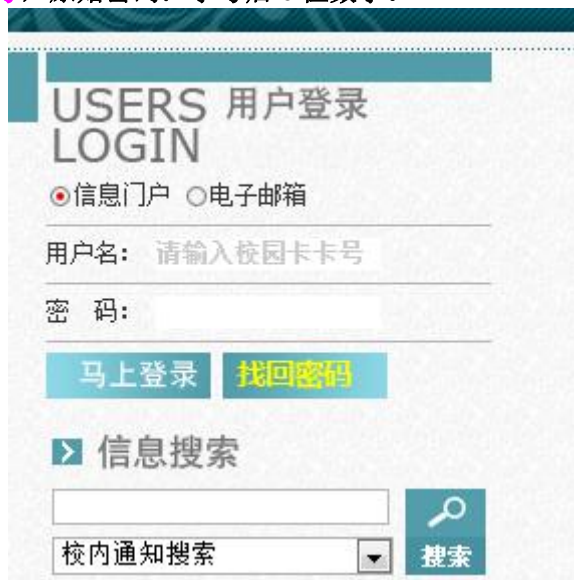 USERS 用户登录
LOGIN
信息门户 电子邮箱
用户名: 请输入校园卡卡号
密 码:
马上登录 找回密码
信息搜索
校内通知搜索 搜索